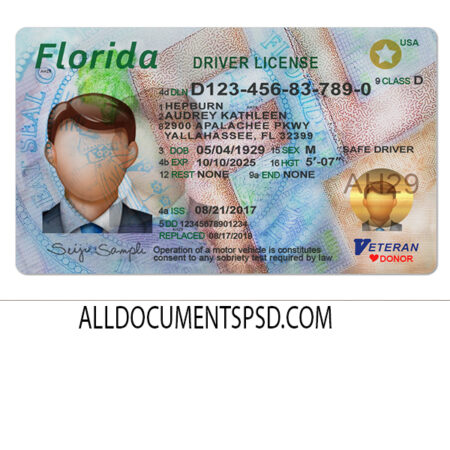 Florida DRIVER LICENSE USA
4d DLN D123-456-83-789-0 9 CLASS D
1 HEPBURN
2 AUDREY KATHLEEN
8 2900 APALACHEE PKWY
YALLAHASSEE, FL 32399
3 DOB 05/04/1929 15 SEX M SAFE DRIVER
4b EXP 10/10/2025 16 HGT 5'-07"
12 REST NONE 9a END NONE
AH29
4a ISS 08/21/2017
5 DD 12345678901234
REPLACED 08/17/2018
VETERAN
DONOR
Operation of a motor vehicle is constitutes
consent to any sobriety test required by law
ALLDOCUMENTSPSD.COM